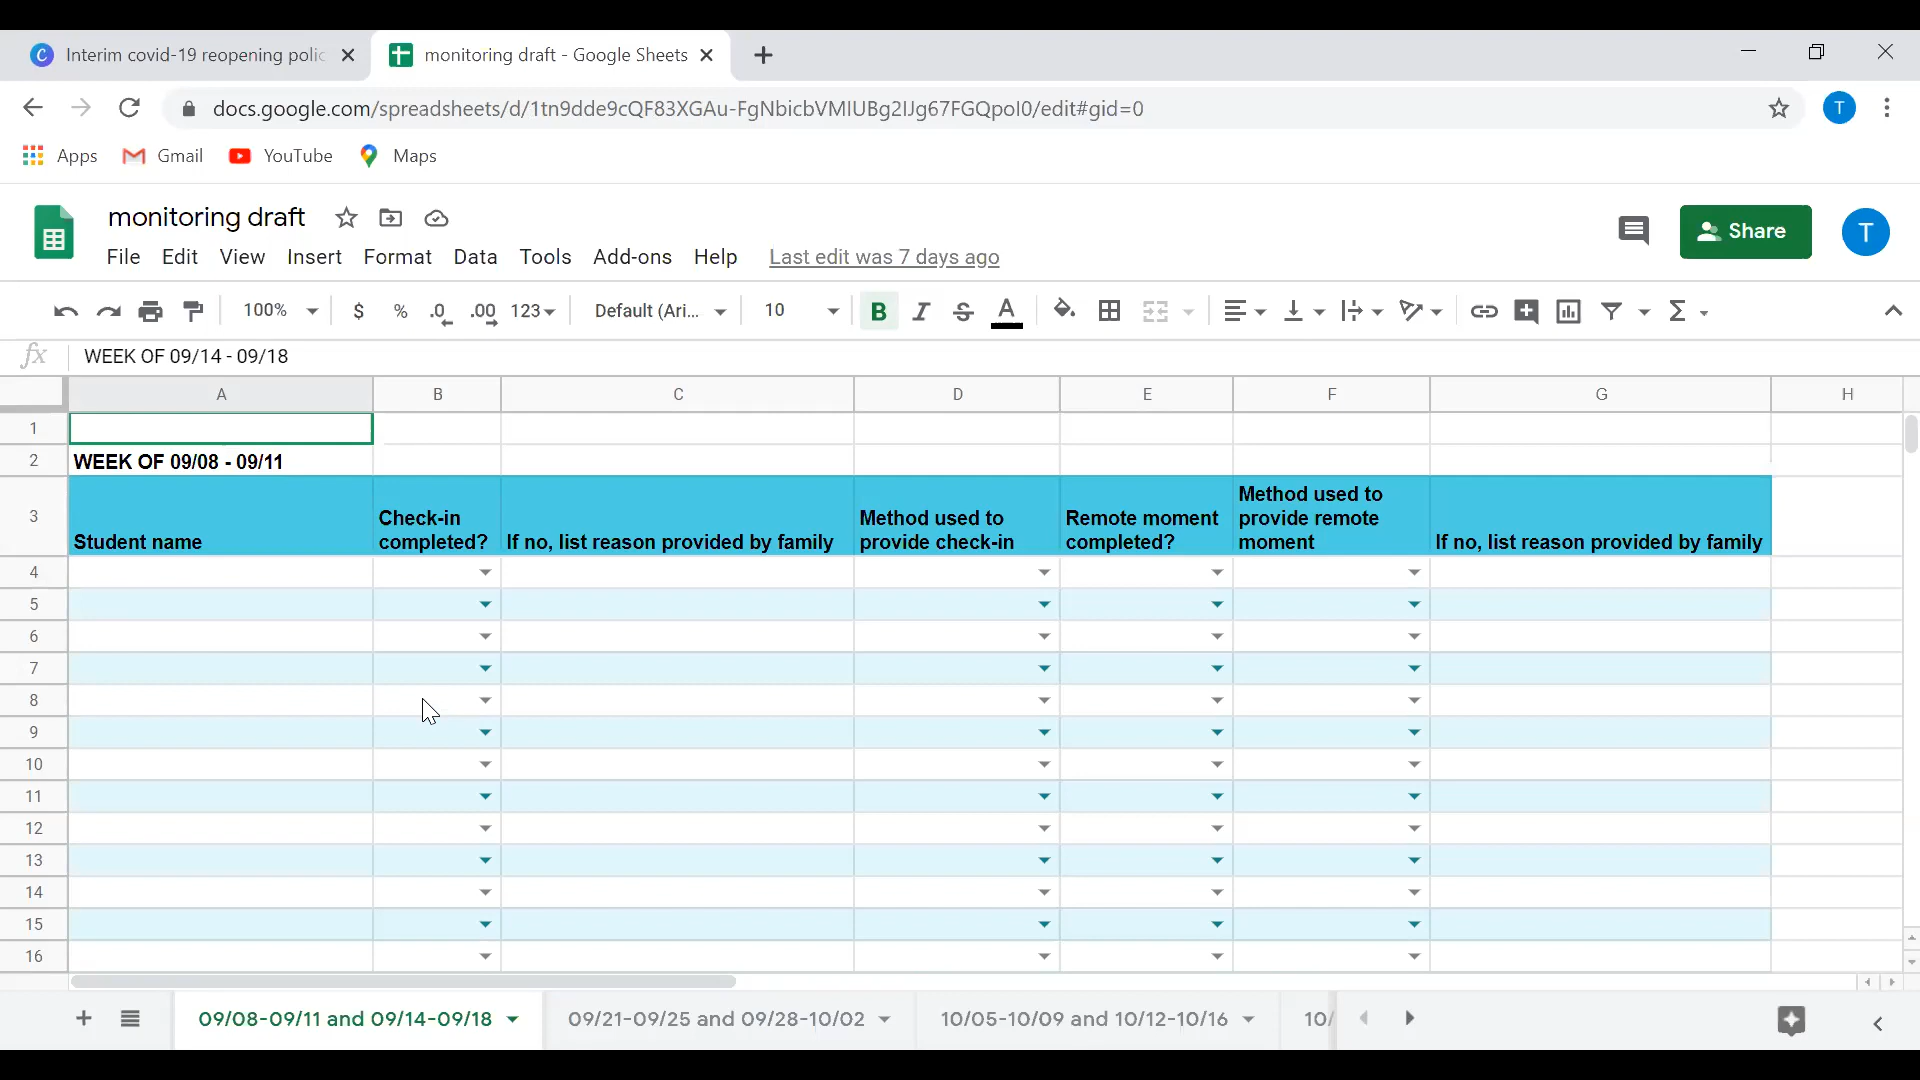 Interim covid-19 reopening polic
monitoring draft - Google Sheets
docs.google.com/spreadsheets/d/1tn9dde9cQF83XGAu-FgNbicbVMlUBg2lJg67FGQpol0/edit#gid=0
T
Apps
Gmail
YouTube
Maps
monitoring draft
Share
T
File Edit View Insert Format Data Tools Add-ons Help Last edit was 7 days ago
100% $ % .0 .00 123 Default (Ari... 10 B I S A Σ
fx WEEK OF 09/14 - 09/18
A B C D E F G H
1
2 WEEK OF 09/08 - 09/11
3
Student name
Check-in
completed?
If no, list reason provided by family
Method used to
provide check-in
Remote moment
completed?
Method used to
provide remote
moment
If no, list reason provided by family
4
5
6
7
8
9
10
11
12
13
14
15
16
09/08-09/11 and 09/14-09/18
09/21-09/25 and 09/28-10/02
10/05-10/09 and 10/12-10/16
10/